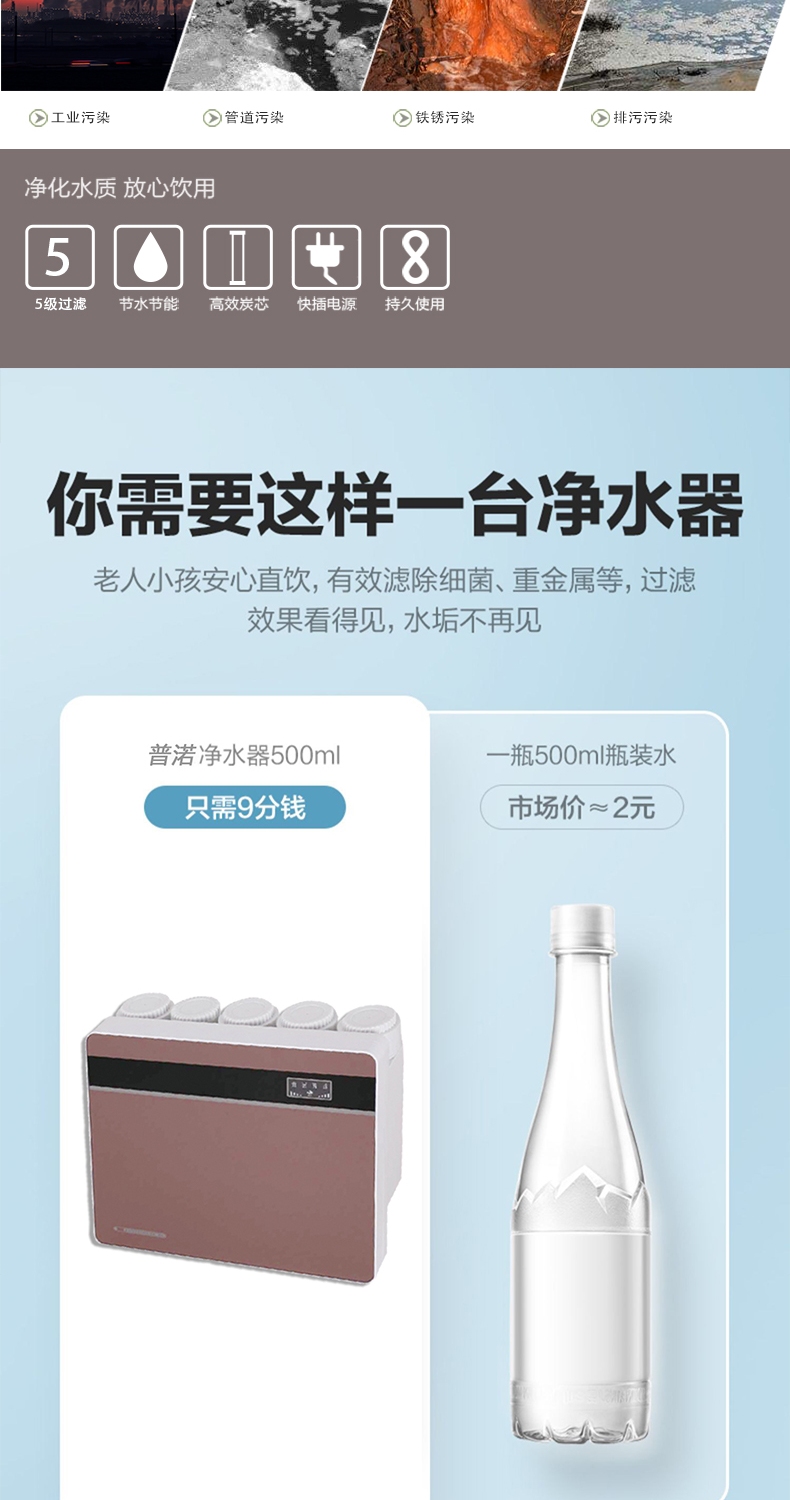 工业污染
管道污染
铁锈污染
排污污染
净化水质 放心饮用
5
5级过滤
节水节能
高效炭芯
快插电源
持久使用
你需要这样一台净水器
老人小孩安心直饮, 有效滤除细菌、重金属等, 过滤
效果看得见, 水垢不再见
普渃净水器500ml
只需9分钱
一瓶500ml瓶装水
市场价≈2元